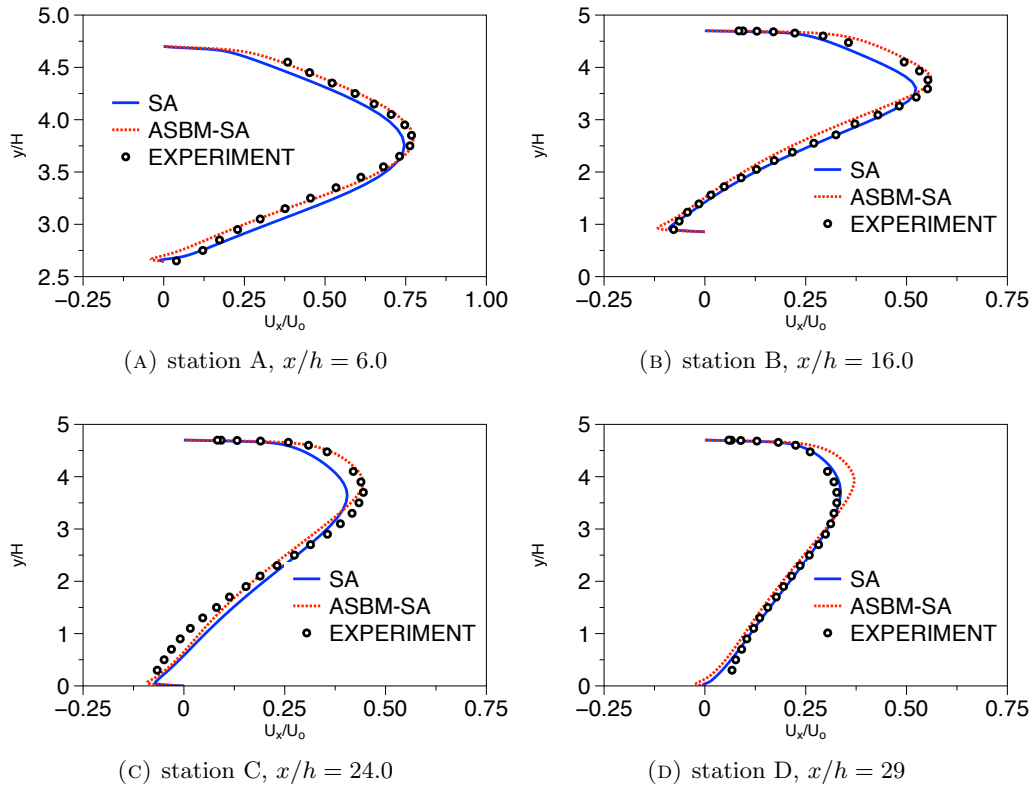 5.0
4.5
4.0
3.5
3.0
2.5
y/H
SA
ASBM-SA
EXPERIMENT
−0.25 0 0.25 0.50 0.75 1.00
Ux/Uo
(A) station A, x/h = 6.0
5
4
3
2
1
0
y/H
SA
ASBM-SA
EXPERIMENT
−0.25 0 0.25 0.50 0.75
Ux/Uo
(B) station B, x/h = 16.0
5
4
3
2
1
0
y/H
SA
ASBM-SA
EXPERIMENT
−0.25 0 0.25 0.50 0.75
Ux/Uo
(C) station C, x/h = 24.0
5
4
3
2
1
0
y/H
SA
ASBM-SA
EXPERIMENT
−0.25 0 0.25 0.50 0.75
Ux/Uo
(D) station D, x/h = 29